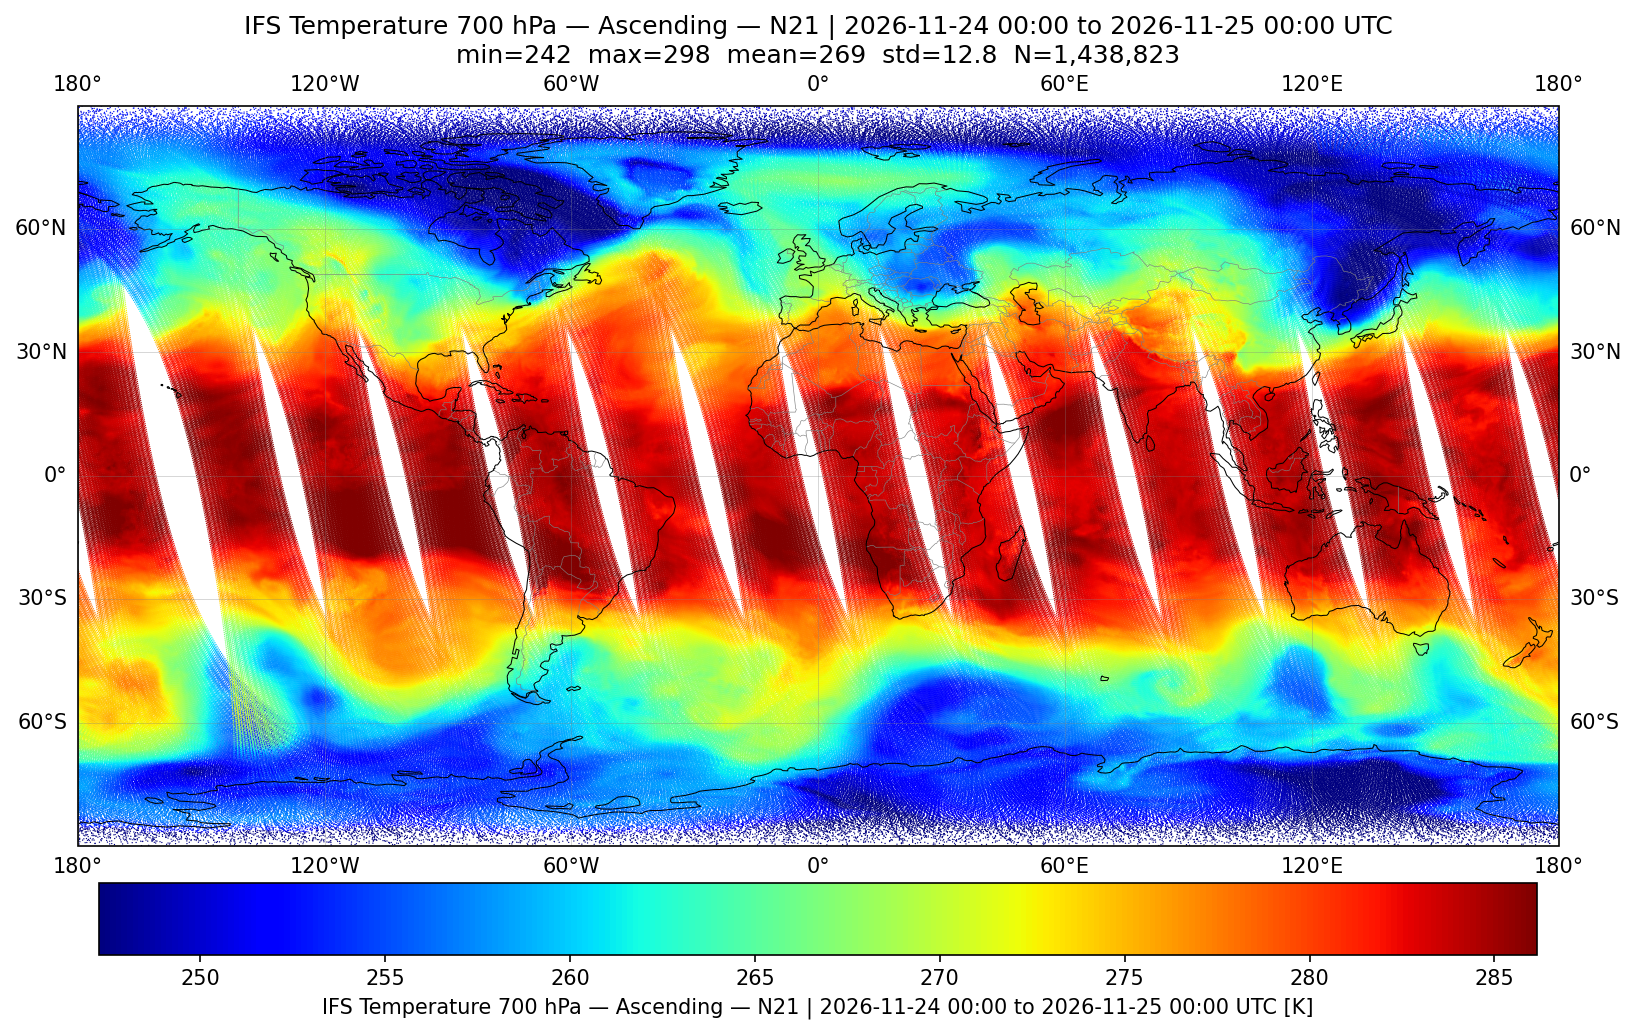 IFS Temperature 700 hPa — Ascending — N21 | 2026-11-24 00:00 to 2026-11-25 00:00 UTC
min=242 max=298 mean=269 std=12.8 N=1,438,823
180° 120°W 60°W 0° 60°E 120°E 180°
60°N 60°N
30°N 30°N
0° 0°
30°S 30°S
60°S 60°S
180° 120°W 60°W 0° 60°E 120°E 180°
250 255 260 265 270 275 280 285
IFS Temperature 700 hPa — Ascending — N21 | 2026-11-24 00:00 to 2026-11-25 00:00 UTC [K]